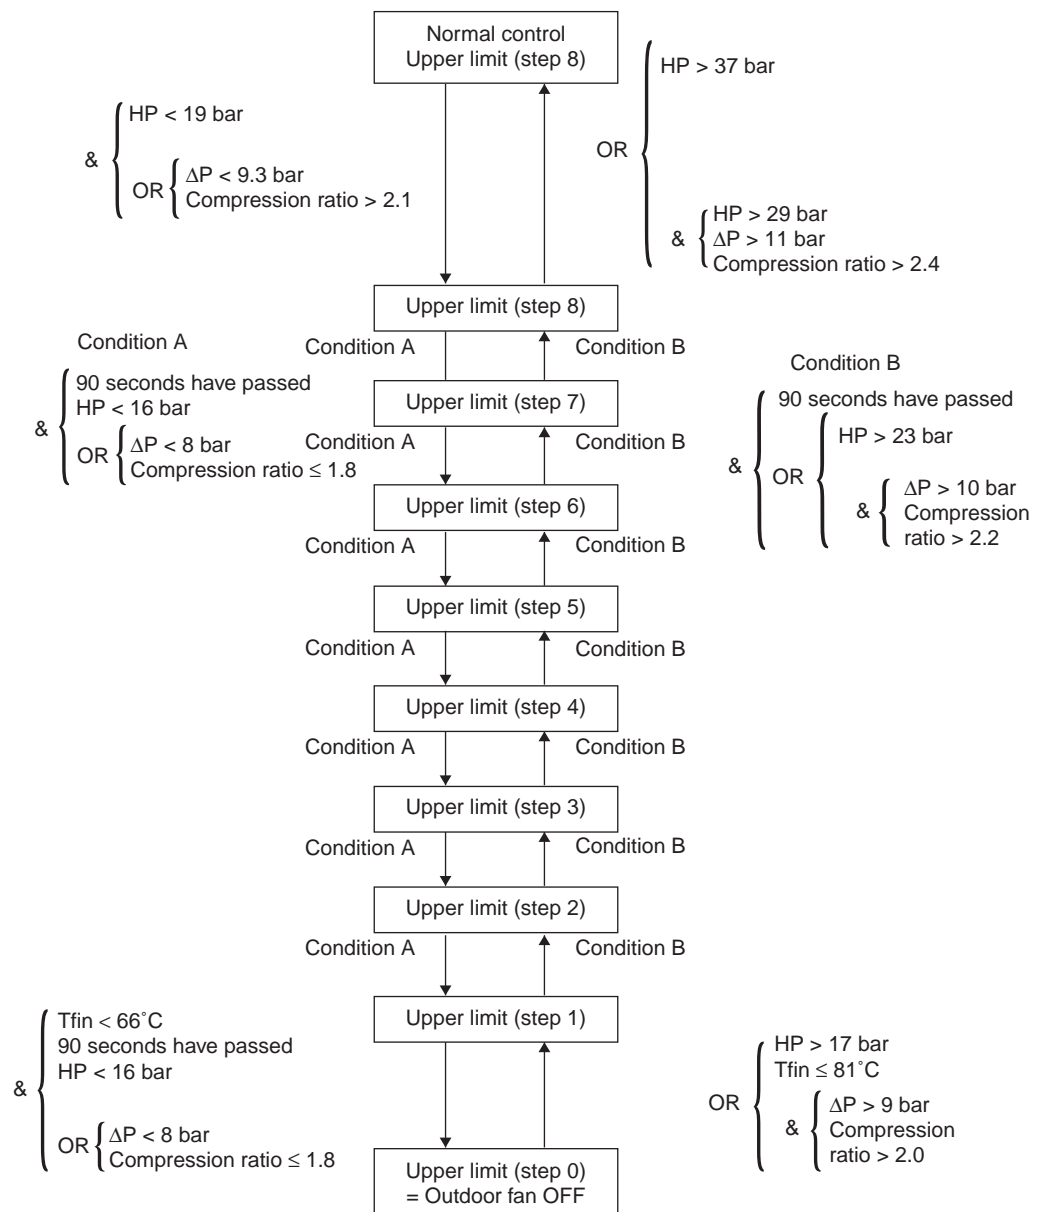 Normal control
Upper limit (step 8)
HP < 19 bar
&
OR
ΔP < 9.3 bar
Compression ratio > 2.1
HP > 37 bar
OR
&
HP > 29 bar
ΔP > 11 bar
Compression ratio > 2.4
Upper limit (step 8)
Condition A
Condition B
Upper limit (step 7)
Condition A
Condition B
Upper limit (step 6)
Condition A
Condition B
Upper limit (step 5)
Condition A
Condition B
Upper limit (step 4)
Condition A
Condition B
Upper limit (step 3)
Condition A
Condition B
Upper limit (step 2)
Condition A
Condition B
Upper limit (step 1)
Condition A
90 seconds have passed
HP < 16 bar
&
OR
ΔP < 8 bar
Compression ratio ≤ 1.8
Condition B
90 seconds have passed
HP > 23 bar
&
OR
&
ΔP > 10 bar
Compression
ratio > 2.2
Tfin < 66˚C
90 seconds have passed
HP < 16 bar
&
OR
ΔP < 8 bar
Compression ratio ≤ 1.8
HP > 17 bar
Tfin ≤ 81˚C
OR
&
ΔP > 9 bar
Compression
ratio > 2.0
Upper limit (step 0)
= Outdoor fan OFF